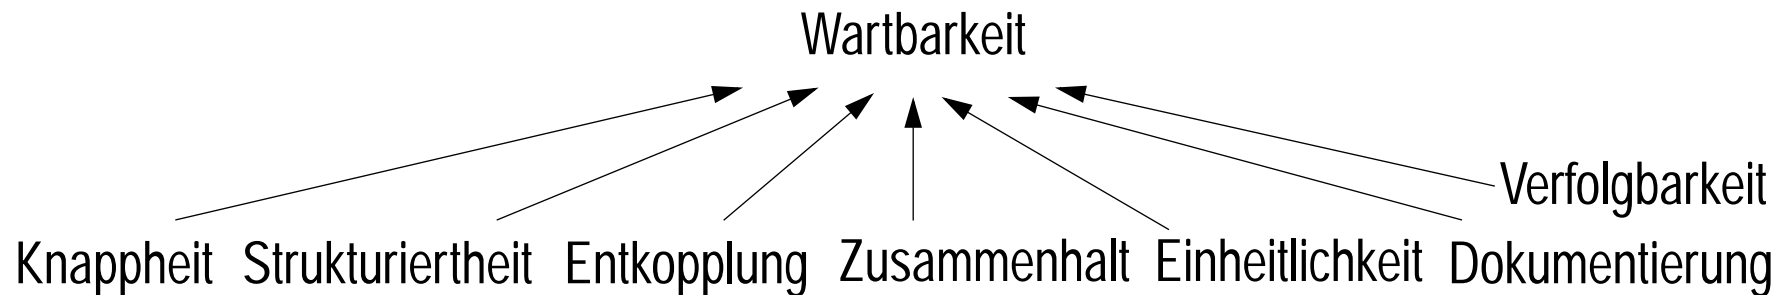 Wartbarkeit
Verfolgbarkeit
Knappheit Strukturiertheit Entkopplung Zusammenhalt Einheitlichkeit Dokumentierung